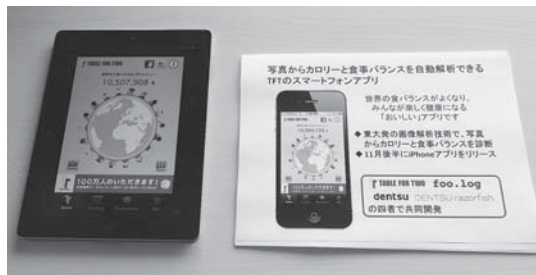 TABLE FOR TWO
10,507,908
100万人のいただきます!
写真からカロリーと食事バランスを自動解析できる
TFTのスマートフォンアプリ
世界の食バランスがよくなり、
みんなが楽しく健康になる
「おいしい」アプリです
◆東大発の画像解析技術で、写真
からカロリーと食事バランスを診断
◆11月後半にiPhoneアプリをリリース
TABLE FOR TWO
TABLE FOR TWO foo.log
dentsu DENTSU razorfish
の四者で共同開発